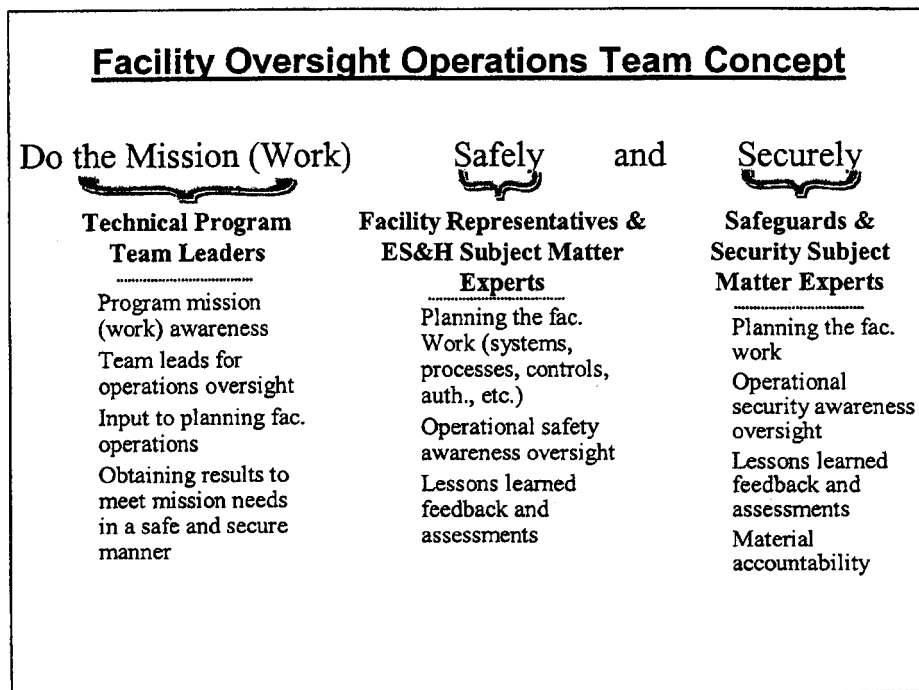 Facility Oversight Operations Team Concept
Do the Mission (Work) Safely and Securely
Technical Program
Team Leaders
Program mission
(work) awareness
Team leads for
operations oversight
Input to planning fac.
operations
Obtaining results to
meet mission needs
in a safe and secure
manner
Facility Representatives &
ES&H Subject Matter
Experts
Planning the fac.
Work (systems,
processes, controls,
auth., etc.)
Operational safety
awareness oversight
Lessons learned
feedback and
assessments
Safeguards &
Security Subject
Matter Experts
Planning the fac.
work
Operational
security awareness
oversight
Lessons learned
feedback and
assessments
Material
accountability